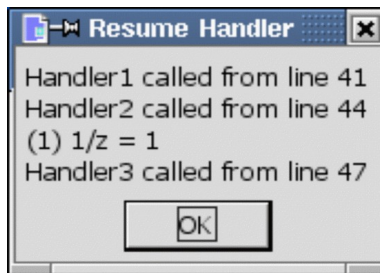 Resume Handler
Handler1 called from line 41
Handler2 called from line 44
(1) 1/z = 1
Handler3 called from line 47
OK